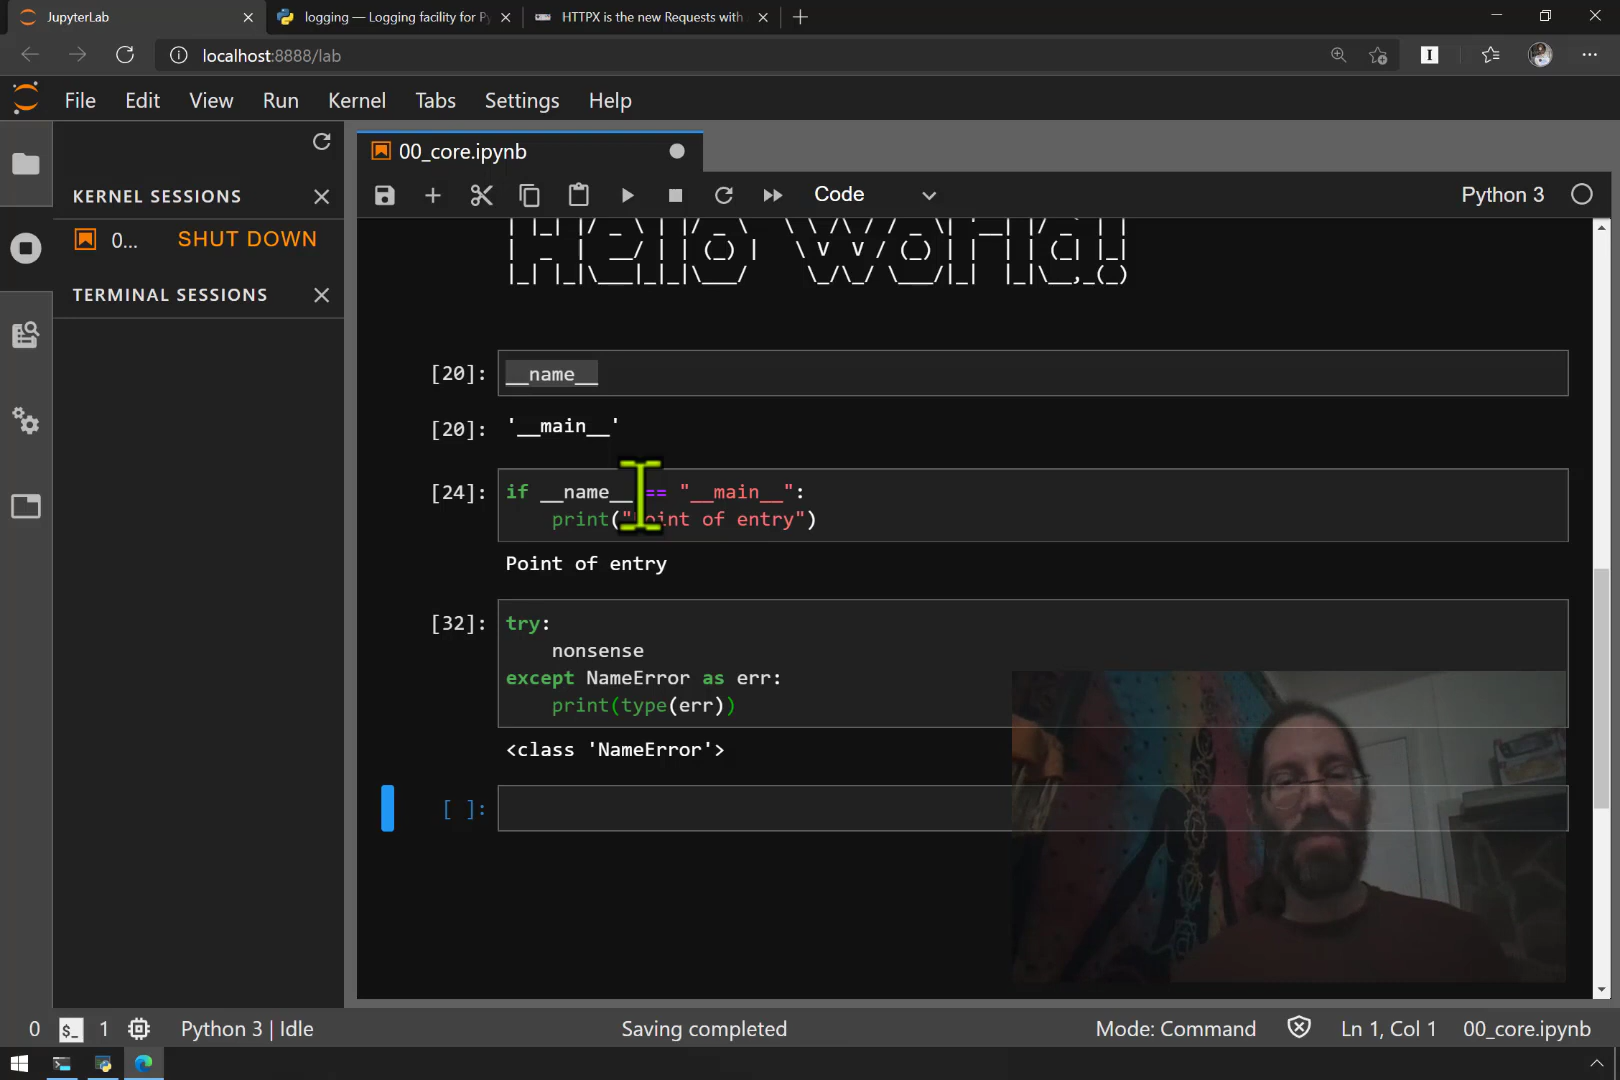 JupyterLab
logging — Logging facility for Py
HTTPX is the new Requests with
localhost:8888/lab
File Edit View Run Kernel Tabs Settings Help
00_core.ipynb
KERNEL SESSIONS
0... SHUT DOWN
TERMINAL SESSIONS
Code
Python 3
Hello World!
[20]: __name__
[20]: '__main__'
[24]: if __name__ == "__main__":
print("Point of entry")
Point of entry
[32]: try:
nonsense
except NameError as err:
print(type(err))
<class 'NameError'>
[ ]:
0 $_ 1 Python 3 | Idle Saving completed Mode: Command Ln 1, Col 1 00_core.ipynb